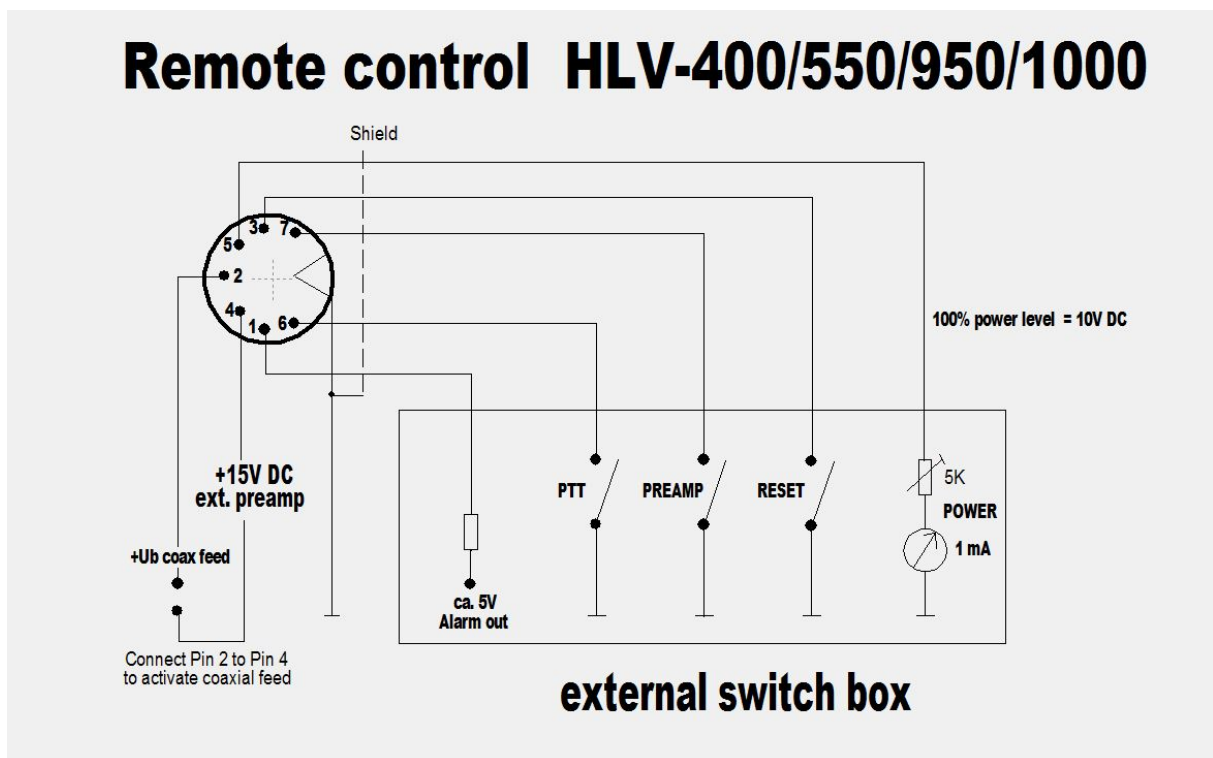 Remote control HLV-400/550/950/1000
Shield
3
7
5
2
4
1
6
100% power level = 10V DC
+15V DC
ext. preamp
PTT
PREAMP
RESET
5K
POWER
1 mA
+Ub coax feed
ca. 5V
Alarm out
Connect Pin 2 to Pin 4
to activate coaxial feed
external switch box